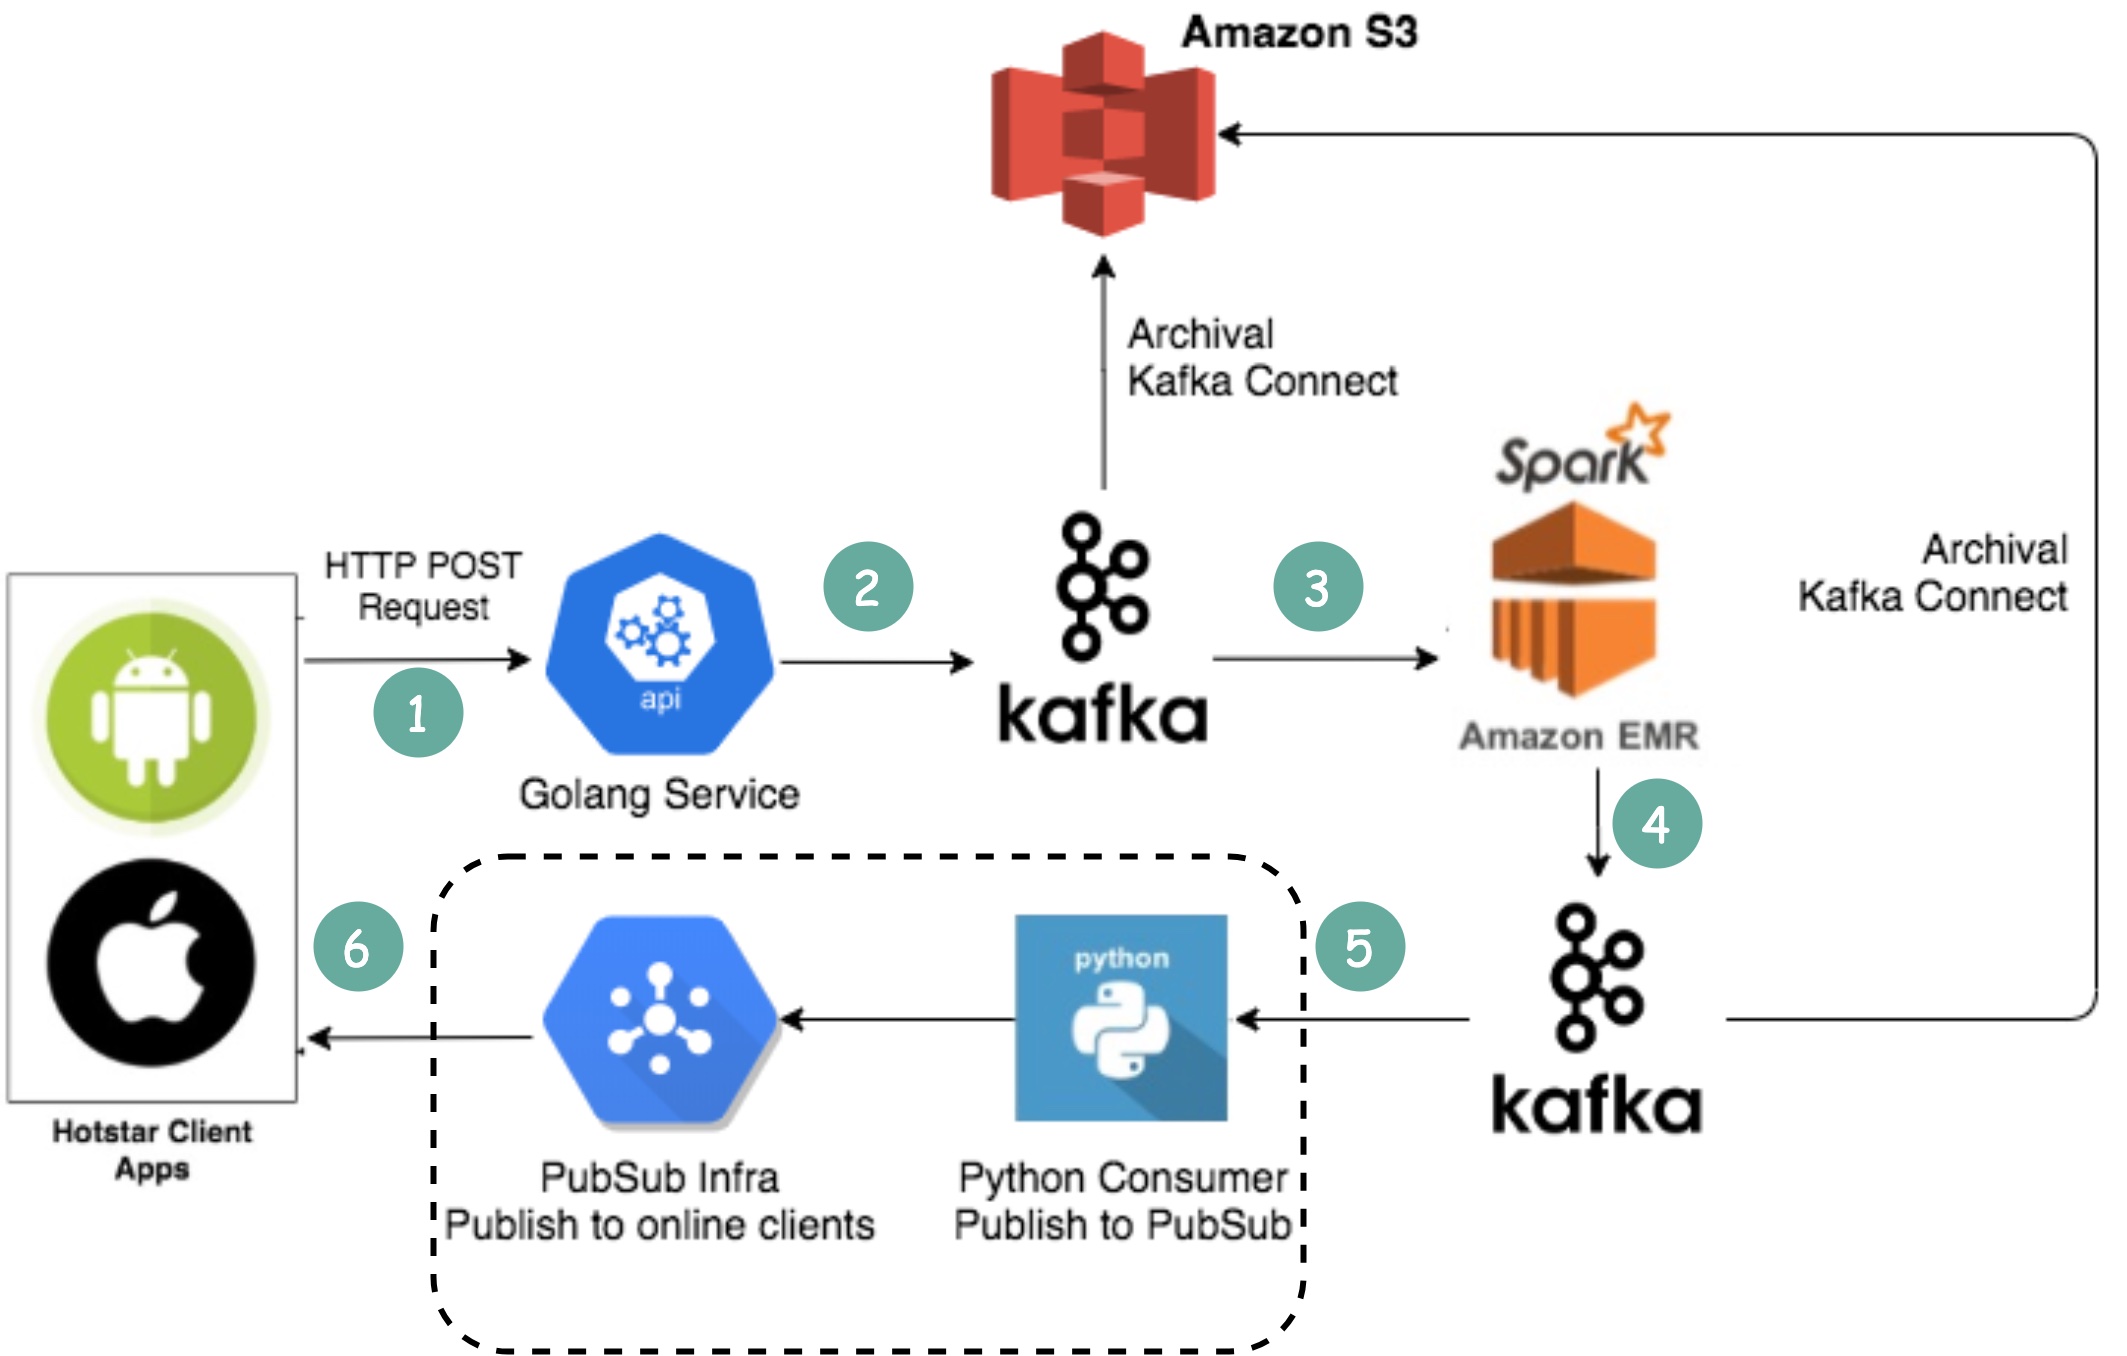 Amazon S3
Archival
Kafka Connect
Spark
HTTP POST
Request
1
api
Golang Service
2
kafka
3
Amazon EMR
Archival
Kafka Connect
4
6
5
python
kafka
Hotstar Client
Apps
PubSub Infra
Publish to online clients
Python Consumer
Publish to PubSub